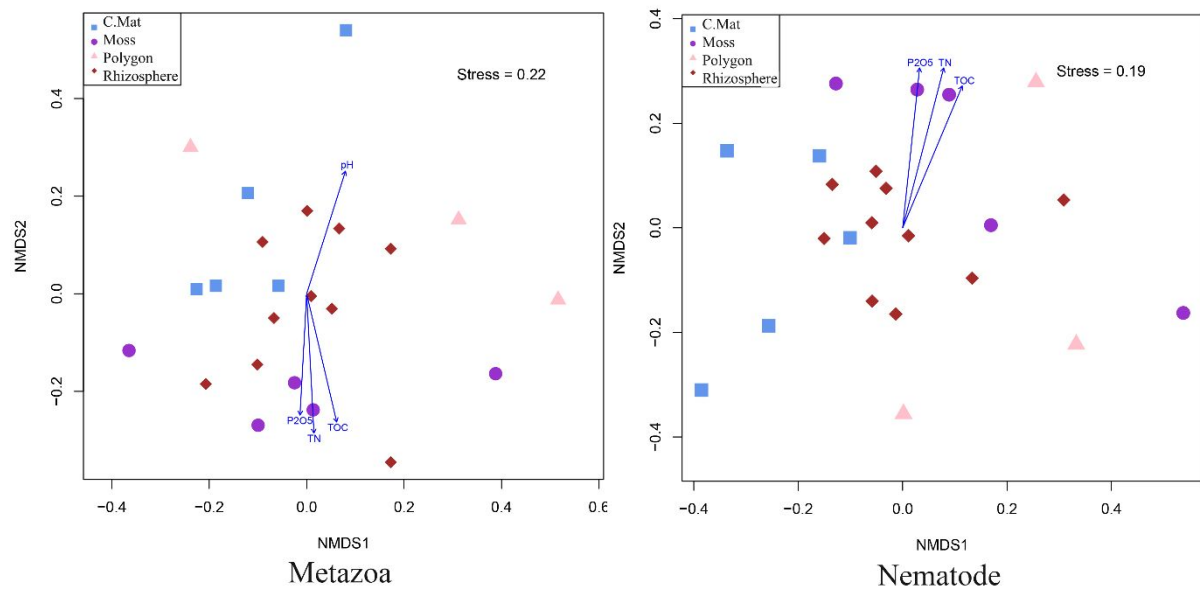 C.Mat
Moss
Polygon
Rhizosphere
Stress = 0.22
pH
P2O5
TN
TOC
NMDS2
0.4
0.2
0.0
−0.2
−0.4 −0.2 0.0 0.2 0.4 0.6
NMDS1
Metazoa
C.Mat
Moss
Polygon
Rhizosphere
Stress = 0.19
P2O5 TN
TOC
NMDS2
0.4
0.2
0.0
−0.2
−0.4
−0.4 −0.2 0.0 0.2 0.4
NMDS1
Nematode